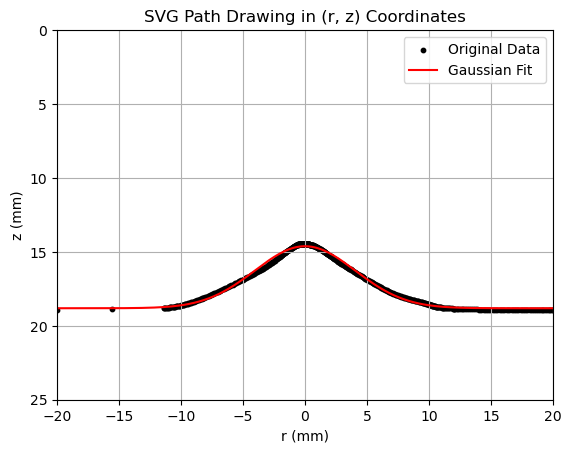 SVG Path Drawing in (r, z) Coordinates
Original Data
Gaussian Fit
0
5
10
15
20
25
z (mm)
−20 −15 −10 −5 0 5 10 15 20
r (mm)